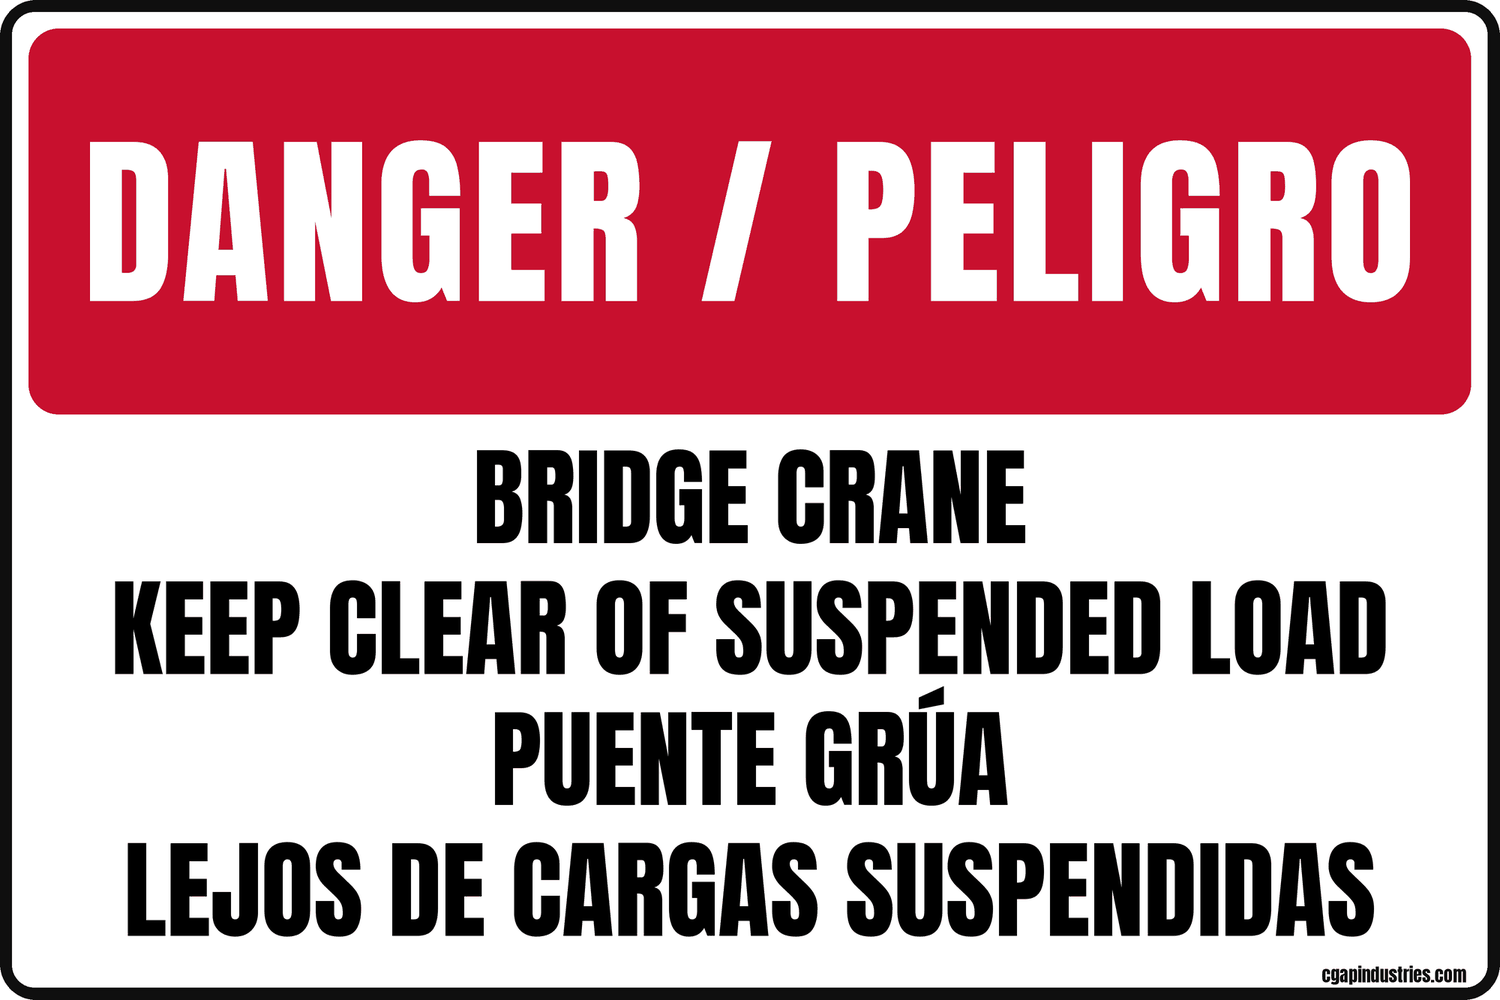 DANGER / PELIGRO
BRIDGE CRANE
KEEP CLEAR OF SUSPENDED LOAD
PUENTE GRÚA
LEJOS DE CARGAS SUSPENDIDAS
cgapindustries.com